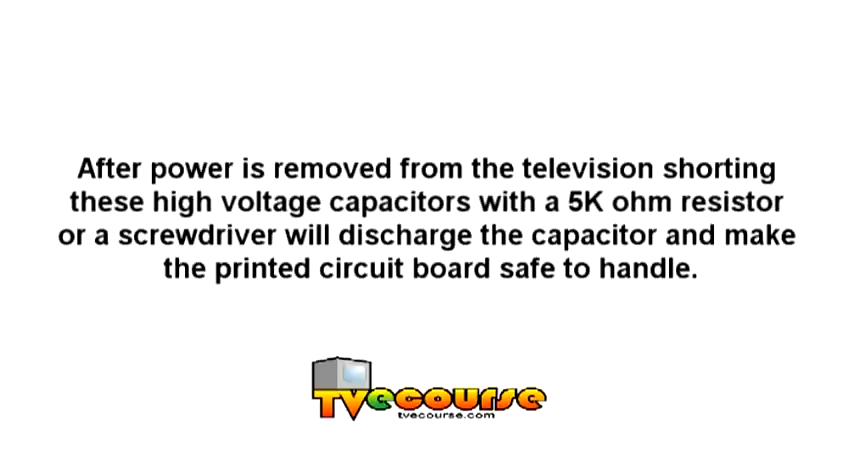 After power is removed from the television shorting
these high voltage capacitors with a 5K ohm resistor
or a screwdriver will discharge the capacitor and make
the printed circuit board safe to handle.
TVecourse
tvecourse.com